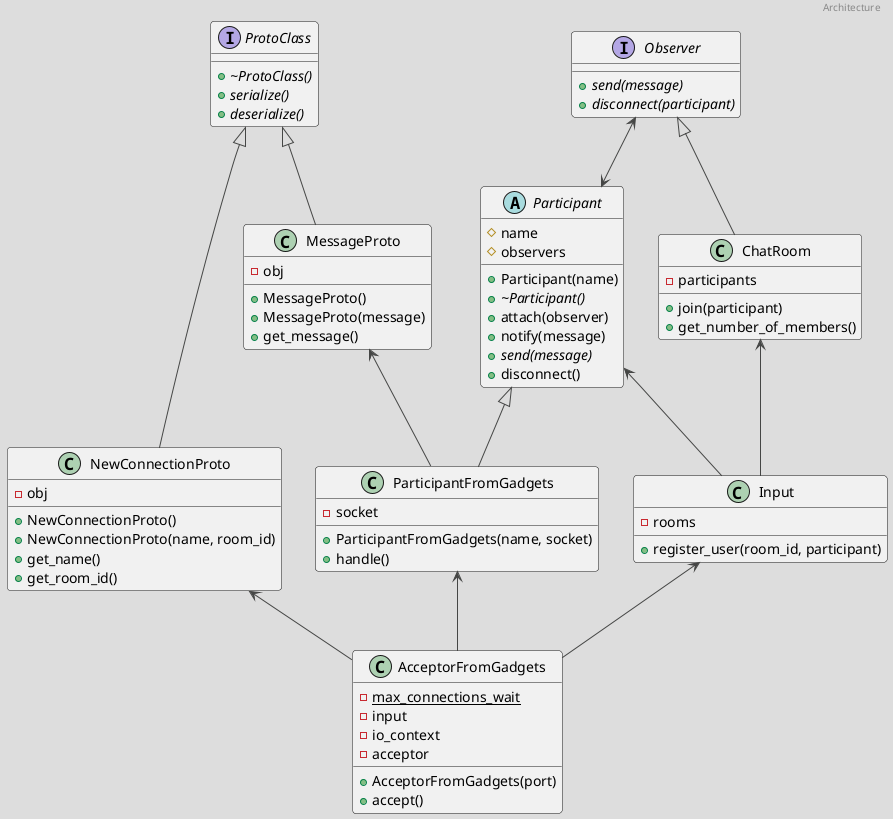 Architecture
I ProtoClass
~ProtoClass()
serialize()
deserialize()
I Observer
send(message)
disconnect(participant)
C MessageProto
obj
MessageProto()
MessageProto(message)
get_message()
A Participant
name
observers
Participant(name)
~Participant()
attach(observer)
notify(message)
send(message)
disconnect()
C ChatRoom
participants
join(participant)
get_number_of_members()
C NewConnectionProto
obj
NewConnectionProto()
NewConnectionProto(name, room_id)
get_name()
get_room_id()
C ParticipantFromGadgets
socket
ParticipantFromGadgets(name, socket)
handle()
C Input
rooms
register_user(room_id, participant)
C AcceptorFromGadgets
max_connections_wait
input
io_context
acceptor
AcceptorFromGadgets(port)
accept()